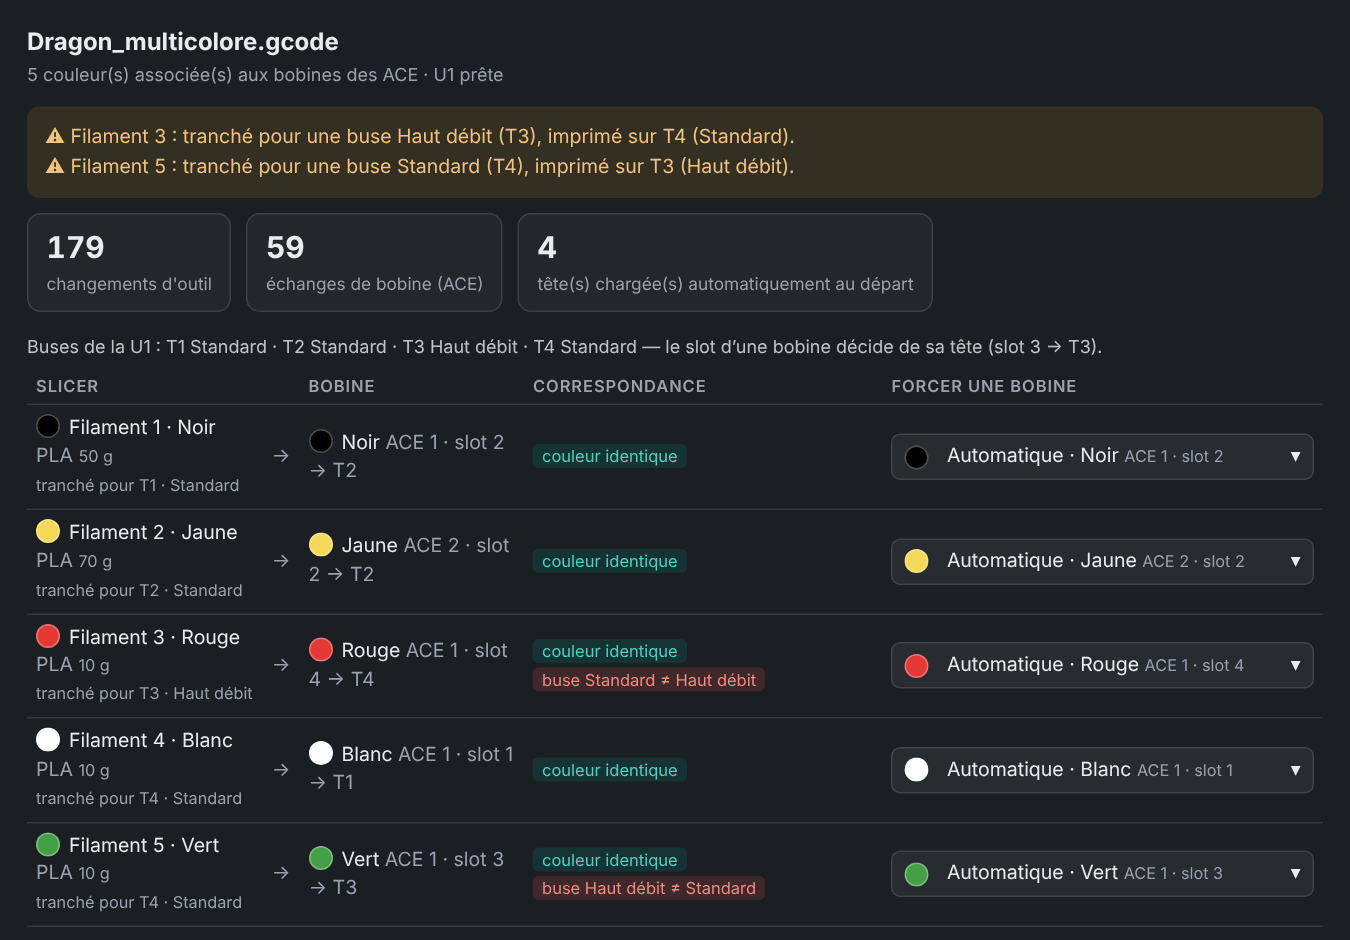 Dragon_multicolore.gcode
5 couleur(s) associée(s) aux bobines des ACE · U1 prête
⚠ Filament 3 : tranché pour une buse Haut débit (T3), imprimé sur T4 (Standard).
⚠ Filament 5 : tranché pour une buse Standard (T4), imprimé sur T3 (Haut débit).
179
changements d'outil
59
échanges de bobine (ACE)
4
tête(s) chargée(s) automatiquement au départ
Buses de la U1 : T1 Standard · T2 Standard · T3 Haut débit · T4 Standard — le slot d’une bobine décide de sa tête (slot 3 → T3).
SLICER BOBINE CORRESPONDANCE FORCER UNE BOBINE
Filament 1 · Noir
PLA 50 g
tranché pour T1 · Standard
→
Noir ACE 1 · slot 2
→ T2
couleur identique
Automatique · Noir ACE 1 · slot 2 ▼
Filament 2 · Jaune
PLA 70 g
tranché pour T2 · Standard
→
Jaune ACE 2 · slot
2 → T2
couleur identique
Automatique · Jaune ACE 2 · slot 2 ▼
Filament 3 · Rouge
PLA 10 g
tranché pour T3 · Haut débit
→
Rouge ACE 1 · slot
4 → T4
couleur identique
buse Standard ≠ Haut débit
Automatique · Rouge ACE 1 · slot 4 ▼
Filament 4 · Blanc
PLA 10 g
tranché pour T4 · Standard
→
Blanc ACE 1 · slot 1
→ T1
couleur identique
Automatique · Blanc ACE 1 · slot 1 ▼
Filament 5 · Vert
PLA 10 g
tranché pour T4 · Standard
→
Vert ACE 1 · slot 3
→ T3
couleur identique
buse Haut débit ≠ Standard
Automatique · Vert ACE 1 · slot 3 ▼